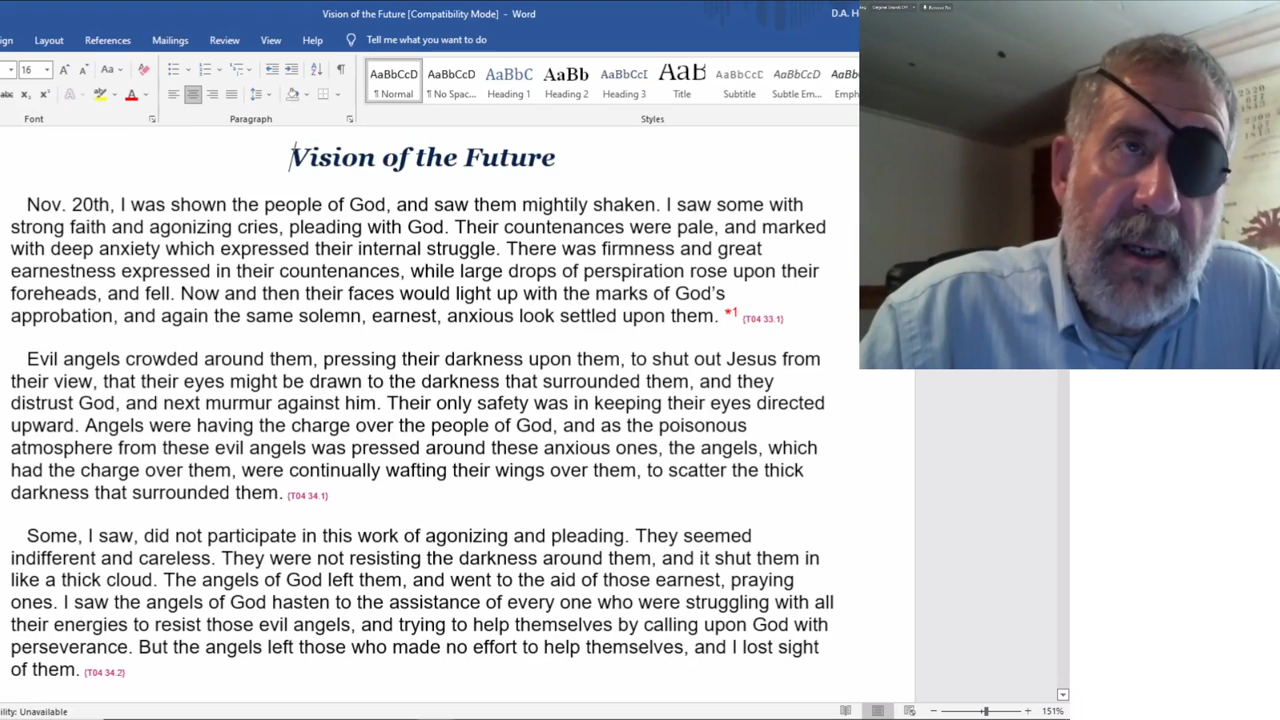 Vision of the Future [Compatibility Mode] - Word
D.A. H
ign Layout References Mailings Review View Help Tell me what you want to do
16 Aa
AaBbCcD AaBbCcD AaBbC AaBb AaBbCcI AaB AaBbCcD AaBbCcD AaBb
¶ Normal ¶ No Spac... Heading 1 Heading 2 Heading 3 Title Subtitle Subtle Em... Emph
Font Paragraph Styles
Vision of the Future
Nov. 20th, I was shown the people of God, and saw them mightily shaken. I saw some with
strong faith and agonizing cries, pleading with God. Their countenances were pale, and marked
with deep anxiety which expressed their internal struggle. There was firmness and great
earnestness expressed in their countenances, while large drops of perspiration rose upon their
foreheads, and fell. Now and then their faces would light up with the marks of God’s
approbation, and again the same solemn, earnest, anxious look settled upon them. *1 {T04 33.1}
Evil angels crowded around them, pressing their darkness upon them, to shut out Jesus from
their view, that their eyes might be drawn to the darkness that surrounded them, and they
distrust God, and next murmur against him. Their only safety was in keeping their eyes directed
upward. Angels were having the charge over the people of God, and as the poisonous
atmosphere from these evil angels was pressed around these anxious ones, the angels, which
had the charge over them, were continually wafting their wings over them, to scatter the thick
darkness that surrounded them. {T04 34.1}
Some, I saw, did not participate in this work of agonizing and pleading. They seemed
indifferent and careless. They were not resisting the darkness around them, and it shut them in
like a thick cloud. The angels of God left them, and went to the aid of those earnest, praying
ones. I saw the angels of God hasten to the assistance of every one who were struggling with all
their energies to resist those evil angels, and trying to help themselves by calling upon God with
perseverance. But the angels left those who made no effort to help themselves, and I lost sight
of them. {T04 34.2}
ility: Unavailable
151%